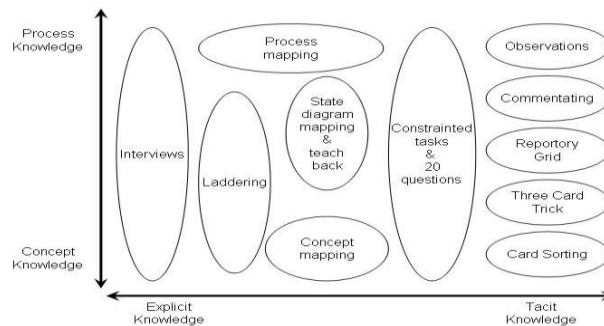 Process
Knowledge
Process
mapping
Observations
Commentating
State
diagram
mapping
&
teach
back
Constrainted
tasks
& 
20
questions
Interviews
Laddering
Reportory
Grid
Three Card
Trick
Concept
mapping
Card Sorting
Concept
Knowledge
Explicit
Knowledge
Tacit
Knowledge